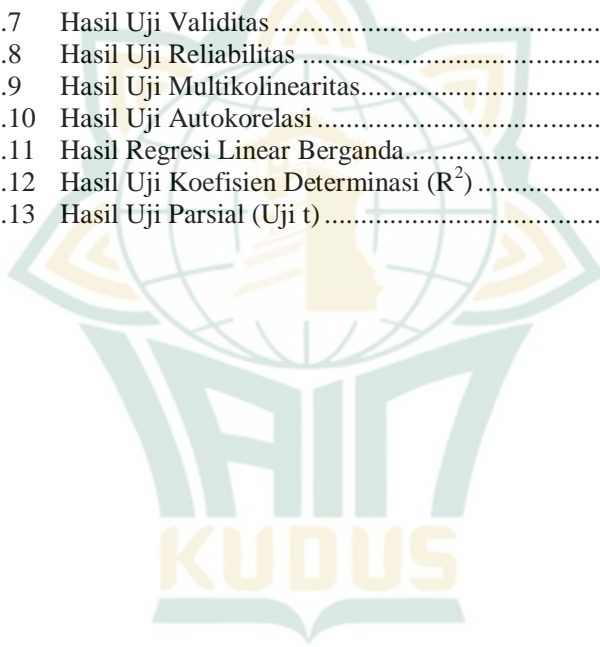 .7 Hasil Uji Validitas ..........................................
.8 Hasil Uji Reliabilitas ......................................
.9 Hasil Uji Multikolinearitas...............................
.10 Hasil Uji Autokorelasi .....................................
.11 Hasil Regresi Linear Berganda.........................
.12 Hasil Uji Koefisien Determinasi (R²) ................
.13 Hasil Uji Parsial (Uji t) ....................................
IAIN
KUDUS